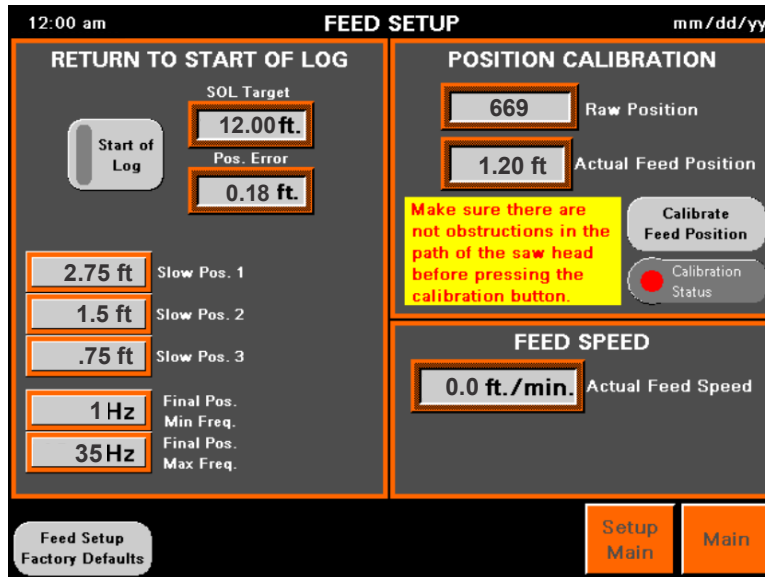 12:00 am
FEED SETUP
mm/dd/yy
RETURN TO START OF LOG
SOL Target
12.00 ft.
Start of
Log
Pos. Error
0.18 ft.
2.75 ft Slow Pos. 1
1.5 ft Slow Pos. 2
.75 ft Slow Pos. 3
1 Hz
Final Pos.
Min Freq.
35 Hz
Final Pos.
Max Freq.
POSITION CALIBRATION
669 Raw Position
1.20 ft Actual Feed Position
Make sure there are
not obstructions in the
path of the saw head
before pressing the
calibration button.
Calibrate
Feed Position
Calibration
Status
FEED SPEED
0.0 ft./min. Actual Feed Speed
Feed Setup
Factory Defaults
Setup
Main
Main